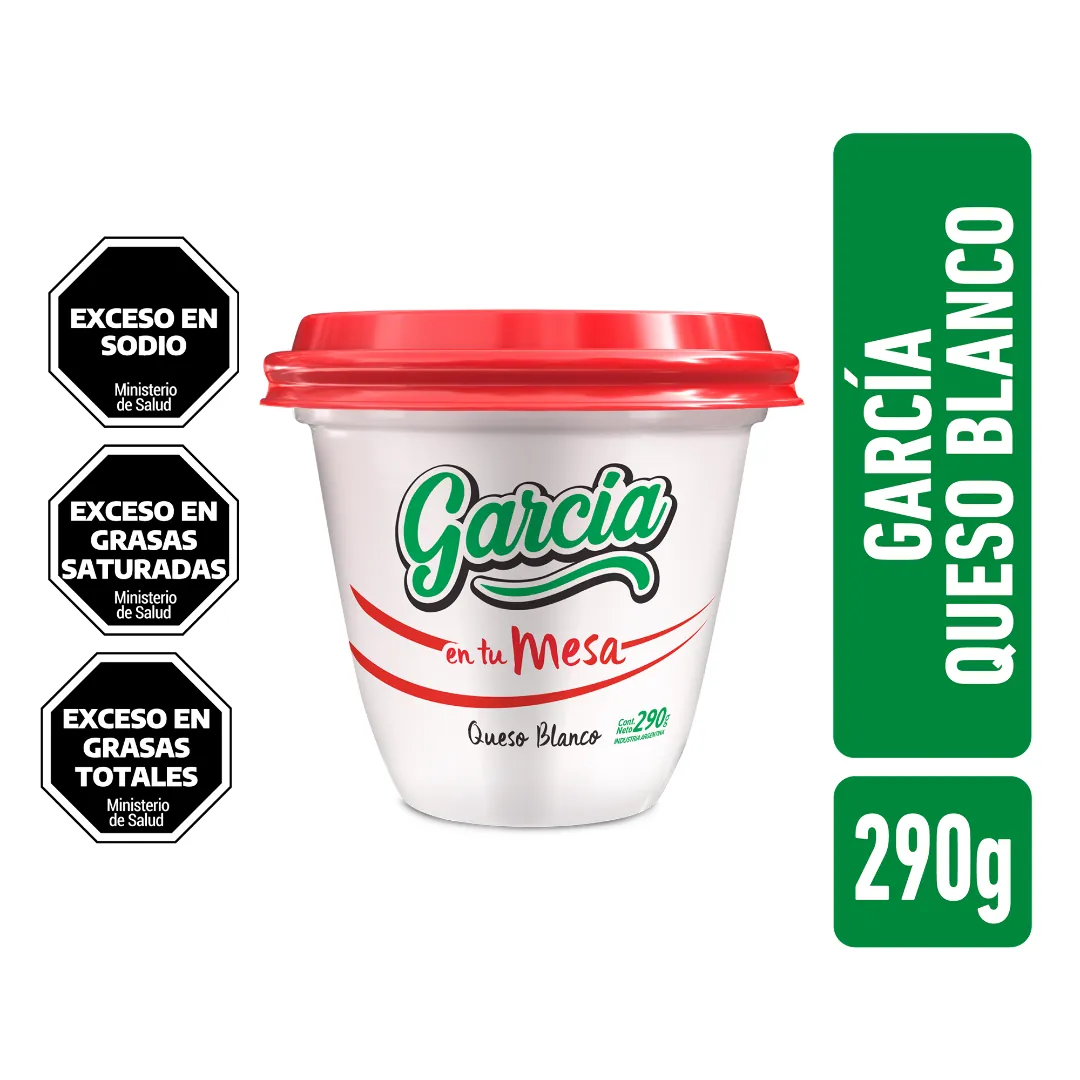 EXCESO EN
SODIO
Ministerio
de Salud
EXCESO EN
GRASAS
SATURADAS
Ministerio
de Salud
EXCESO EN
GRASAS
TOTALES
Ministerio
de Salud
García
en tu Mesa
Queso Blanco
Cont.
Neto 290g
INDUSTRIA ARGENTINA
GARCÍA
QUESO BLANCO
290g